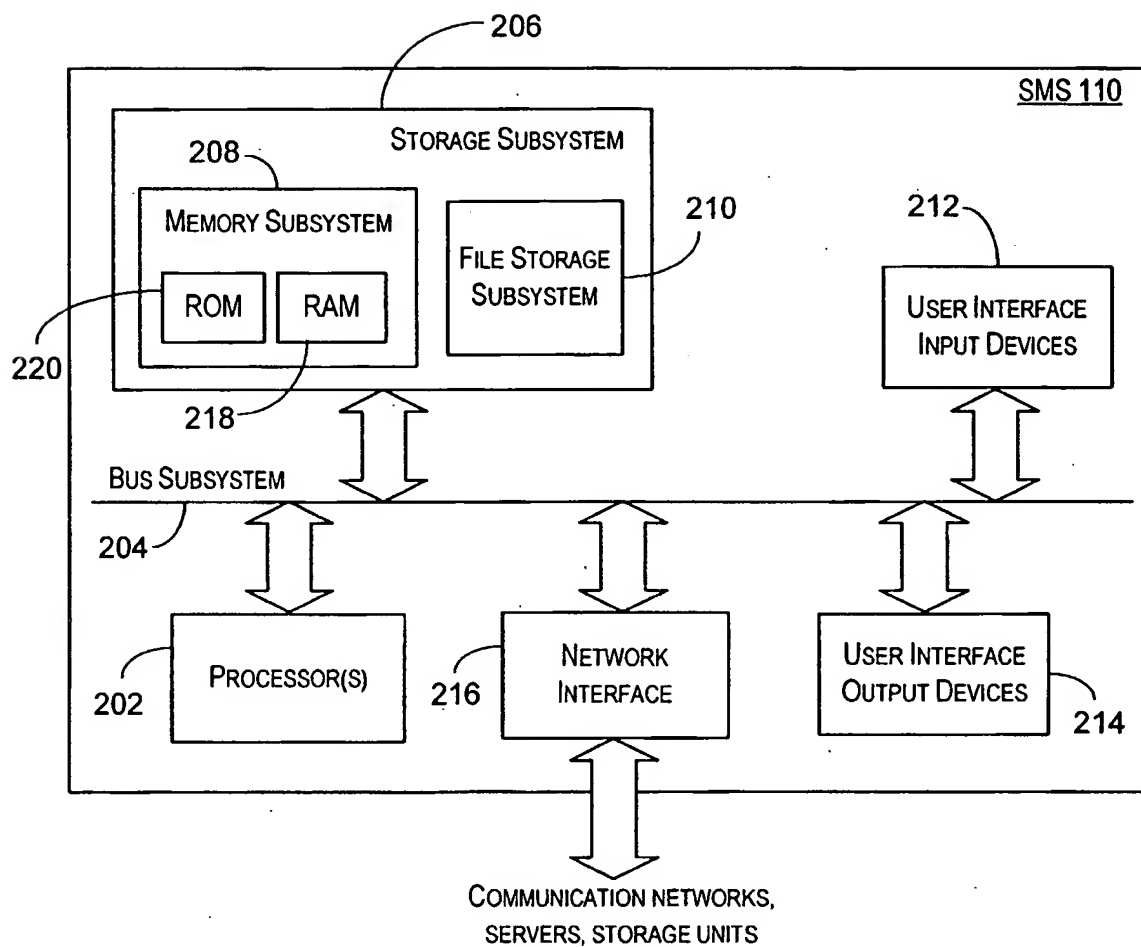 206
SMS 110
STORAGE SUBSYSTEM
208
MEMORY SUBSYSTEM
ROM
RAM
FILE STORAGE
SUBSYSTEM
210
212
USER INTERFACE
INPUT DEVICES
220
218
BUS SUBSYSTEM
204
PROCESSOR(S)
202
NETWORK
INTERFACE
216
USER INTERFACE
OUTPUT DEVICES
214
COMMUNICATION NETWORKS,
SERVERS, STORAGE UNITS